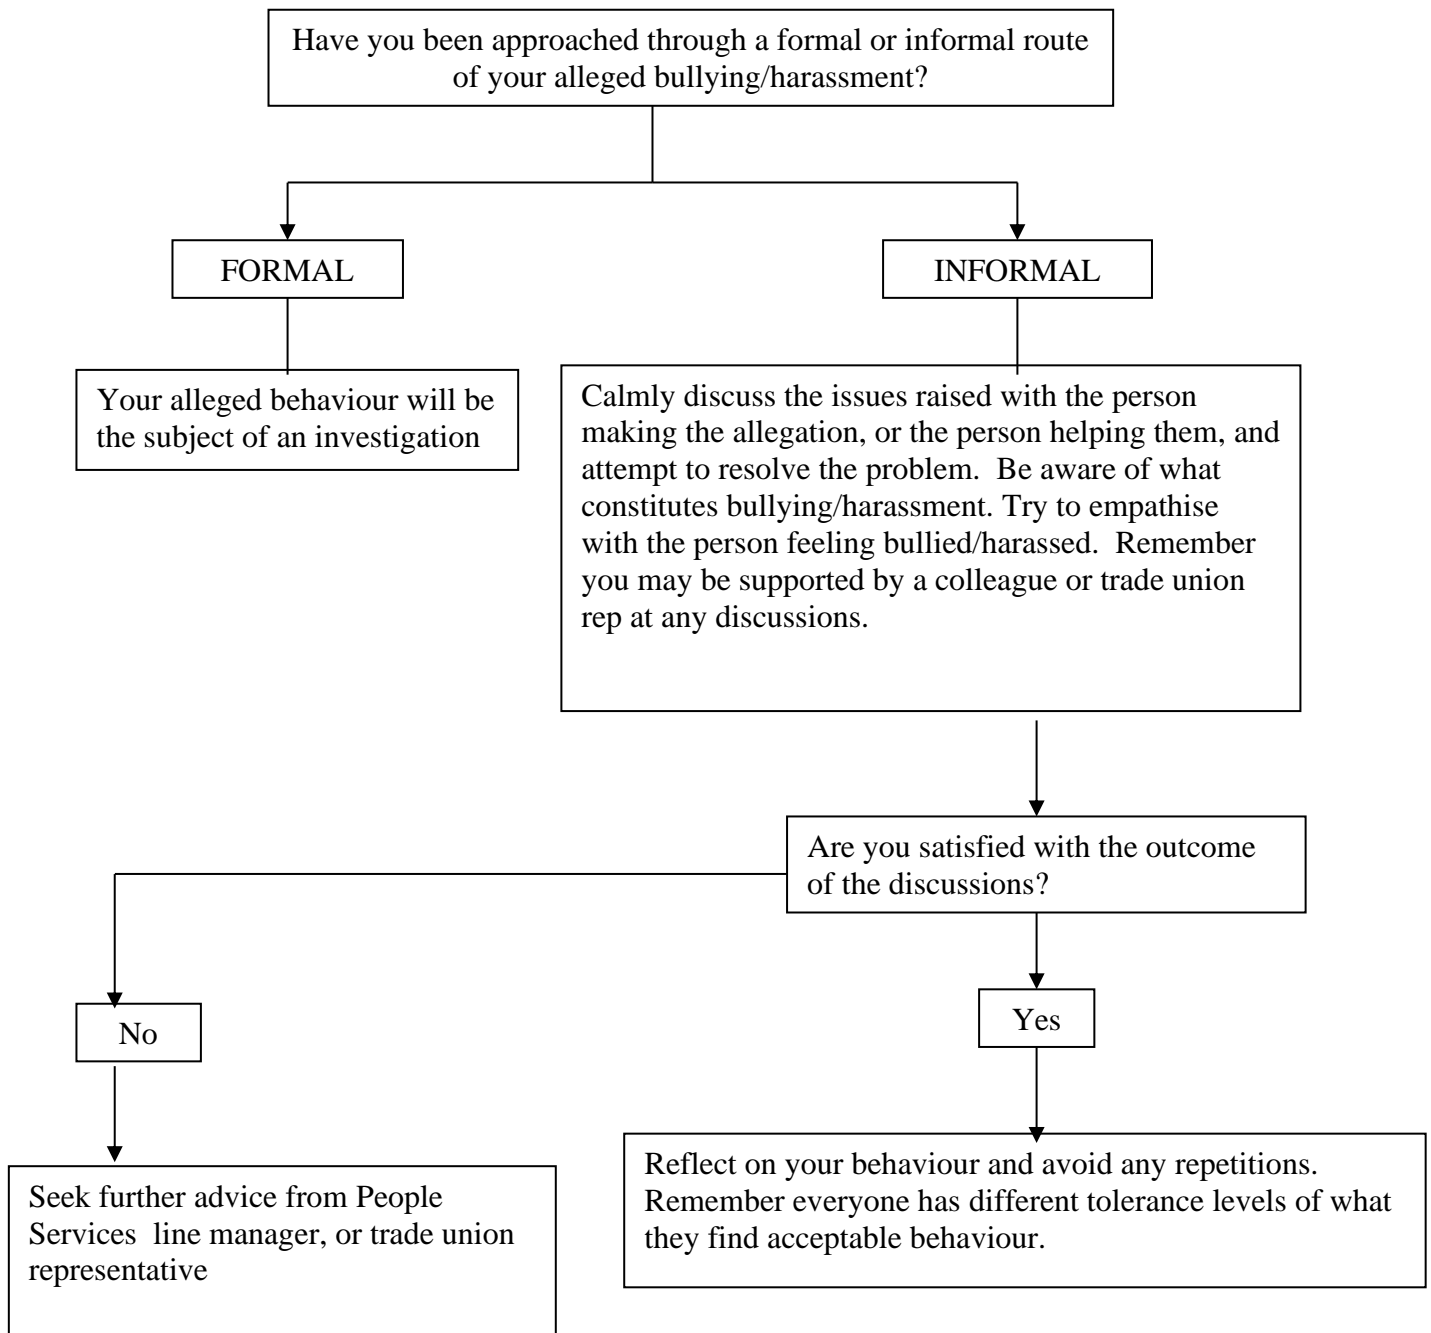 Have you been approached through a formal or informal route
of your alleged bullying/harassment?
FORMAL
INFORMAL
Your alleged behaviour will be
the subject of an investigation
Calmly discuss the issues raised with the person
making the allegation, or the person helping them, and
attempt to resolve the problem.  Be aware of what
constitutes bullying/harassment. Try to empathise
with the person feeling bullied/harassed.  Remember
you may be supported by a colleague or trade union
rep at any discussions.
Are you satisfied with the outcome
of the discussions?
No
Yes
Seek further advice from People
Services  line manager, or trade union
representative
Reflect on your behaviour and avoid any repetitions.
Remember everyone has different tolerance levels of what
they find acceptable behaviour.